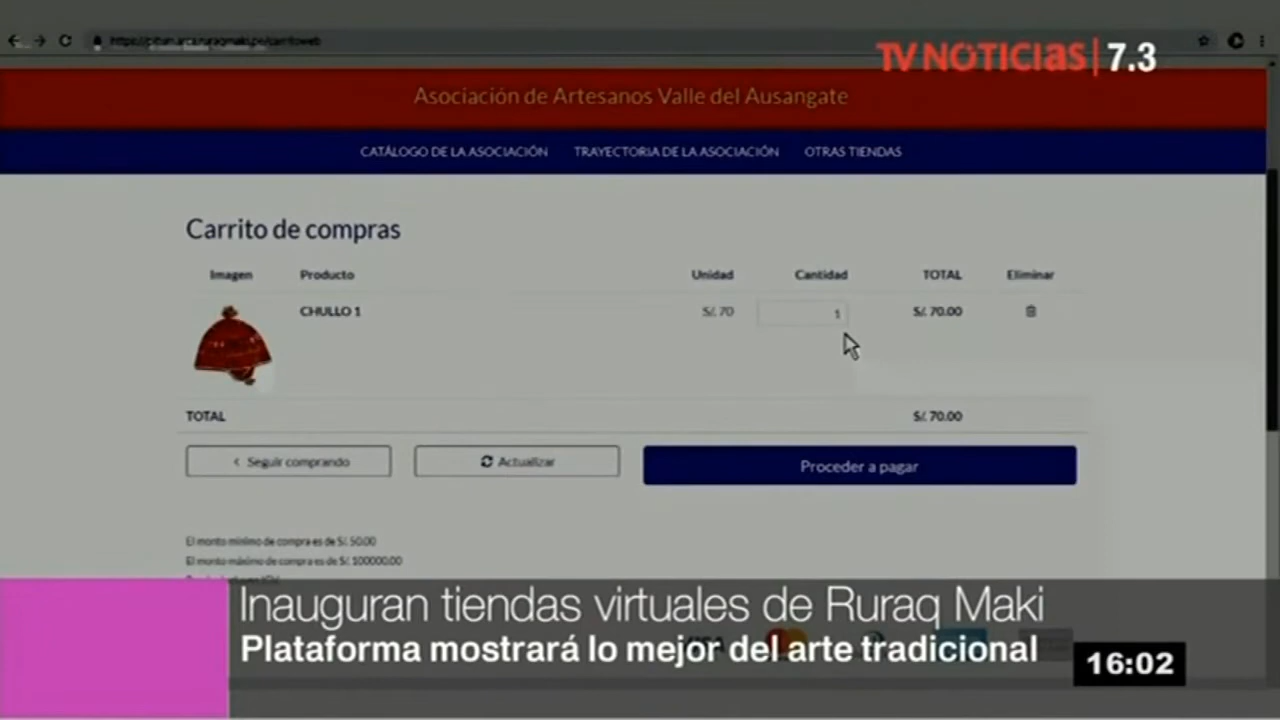 TV NOTICIAS | 7.3
Asociación de Artesanos Valle del Ausangate
CATÁLOGO DE LA ASOCIACIÓN TRAYECTORIA DE LA ASOCIACIÓN OTRAS TIENDAS
Carrito de compras
Imagen Producto Unidad Cantidad TOTAL Eliminar
CHULLO 1 S/. 70 1 S/. 70.00
TOTAL S/. 70.00
< Seguir comprando Actualizar Proceder a pagar
El monto mínimo de compra es de S/. 50.00
El monto máximo de compra es de S/. 100000.00
Inauguran tiendas virtuales de Ruraq Maki
Plataforma mostrará lo mejor del arte tradicional
16:02